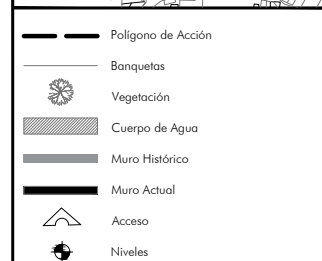 Polígono de Acción
Banquetas
Vegetación
Cuerpo de Agua
Muro Histórico
Muro Actual
Acceso
Niveles